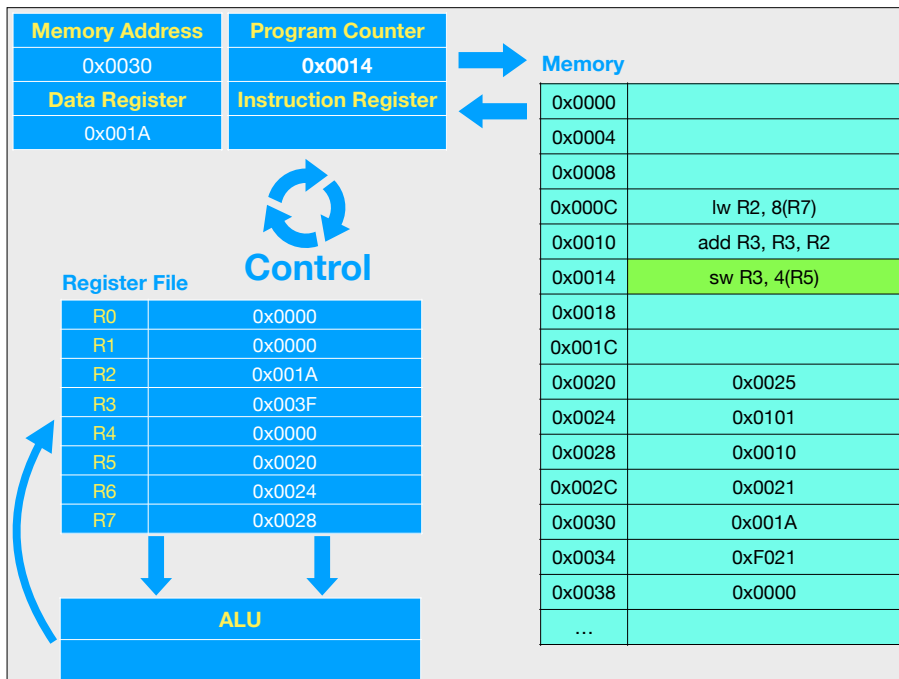 Memory Address Program Counter
0x0030 0x0014
Data Register Instruction Register
0x001A
Control
Register File
R0 0x0000
R1 0x0000
R2 0x001A
R3 0x003F
R4 0x0000
R5 0x0020
R6 0x0024
R7 0x0028
ALU
Memory
0x0000
0x0004
0x0008
0x000C lw R2, 8(R7)
0x0010 add R3, R3, R2
0x0014 sw R3, 4(R5)
0x0018
0x001C
0x0020 0x0025
0x0024 0x0101
0x0028 0x0010
0x002C 0x0021
0x0030 0x001A
0x0034 0xF021
0x0038 0x0000
…